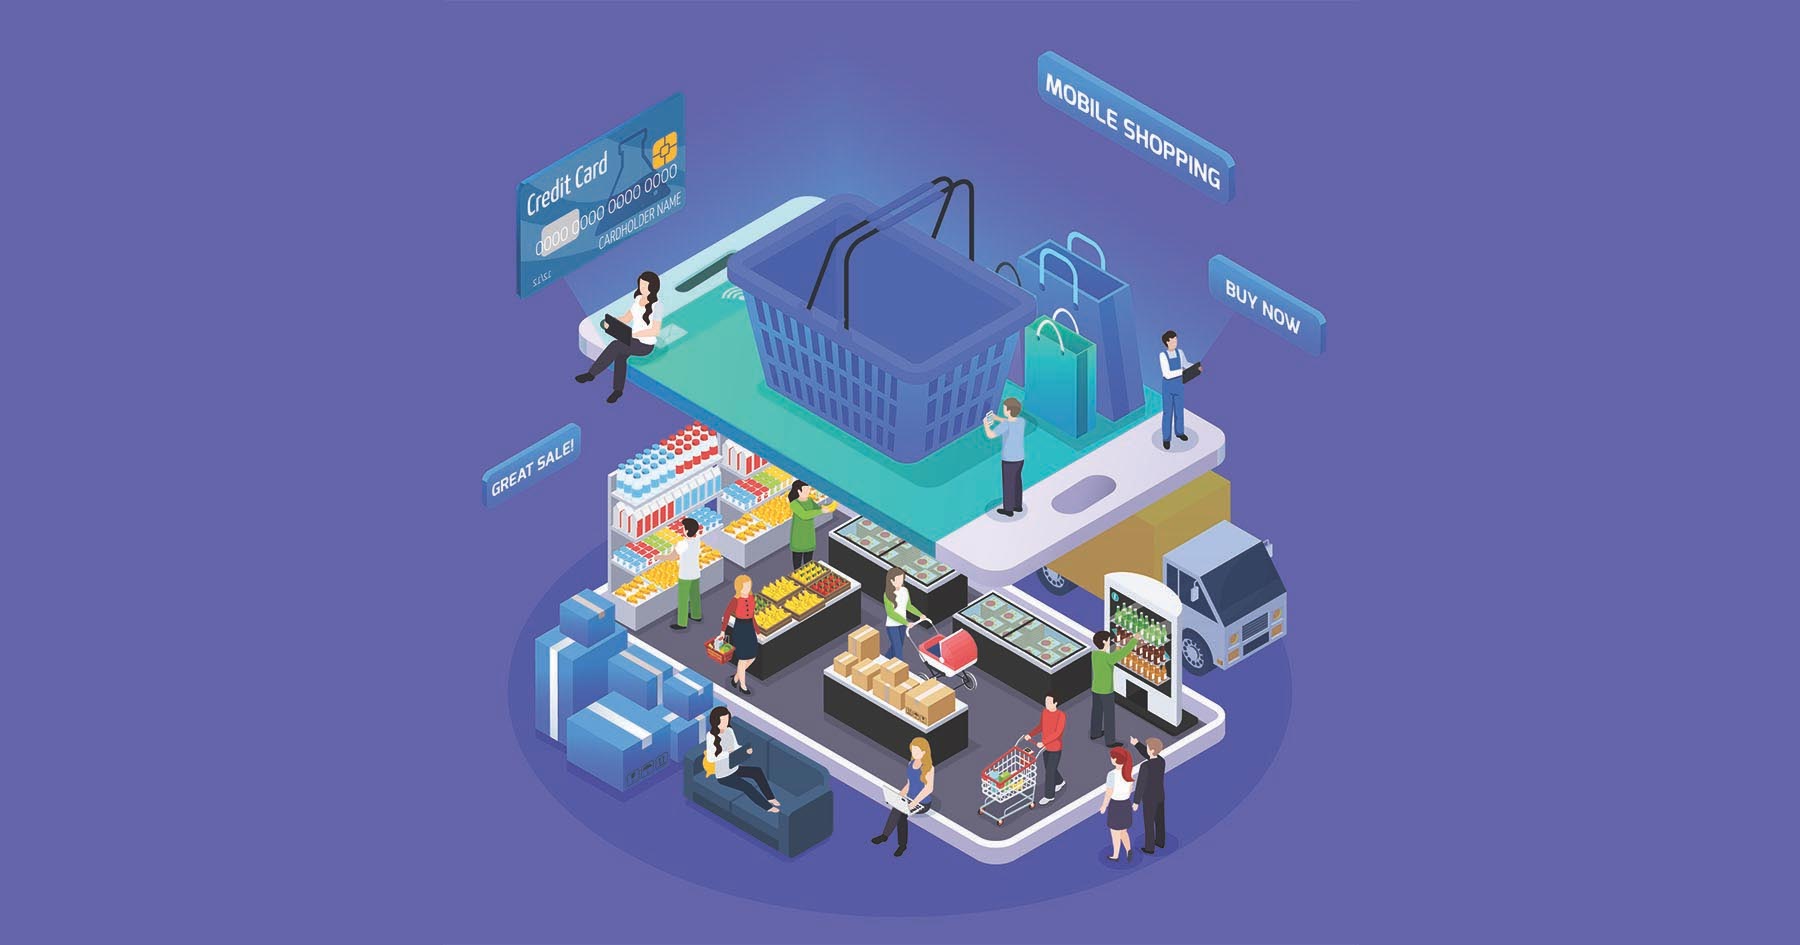 MOBILE SHOPPING
Credit Card
0000 0000 0000 0000
CARDHOLDER NAME
BUY NOW
GREAT SALE!